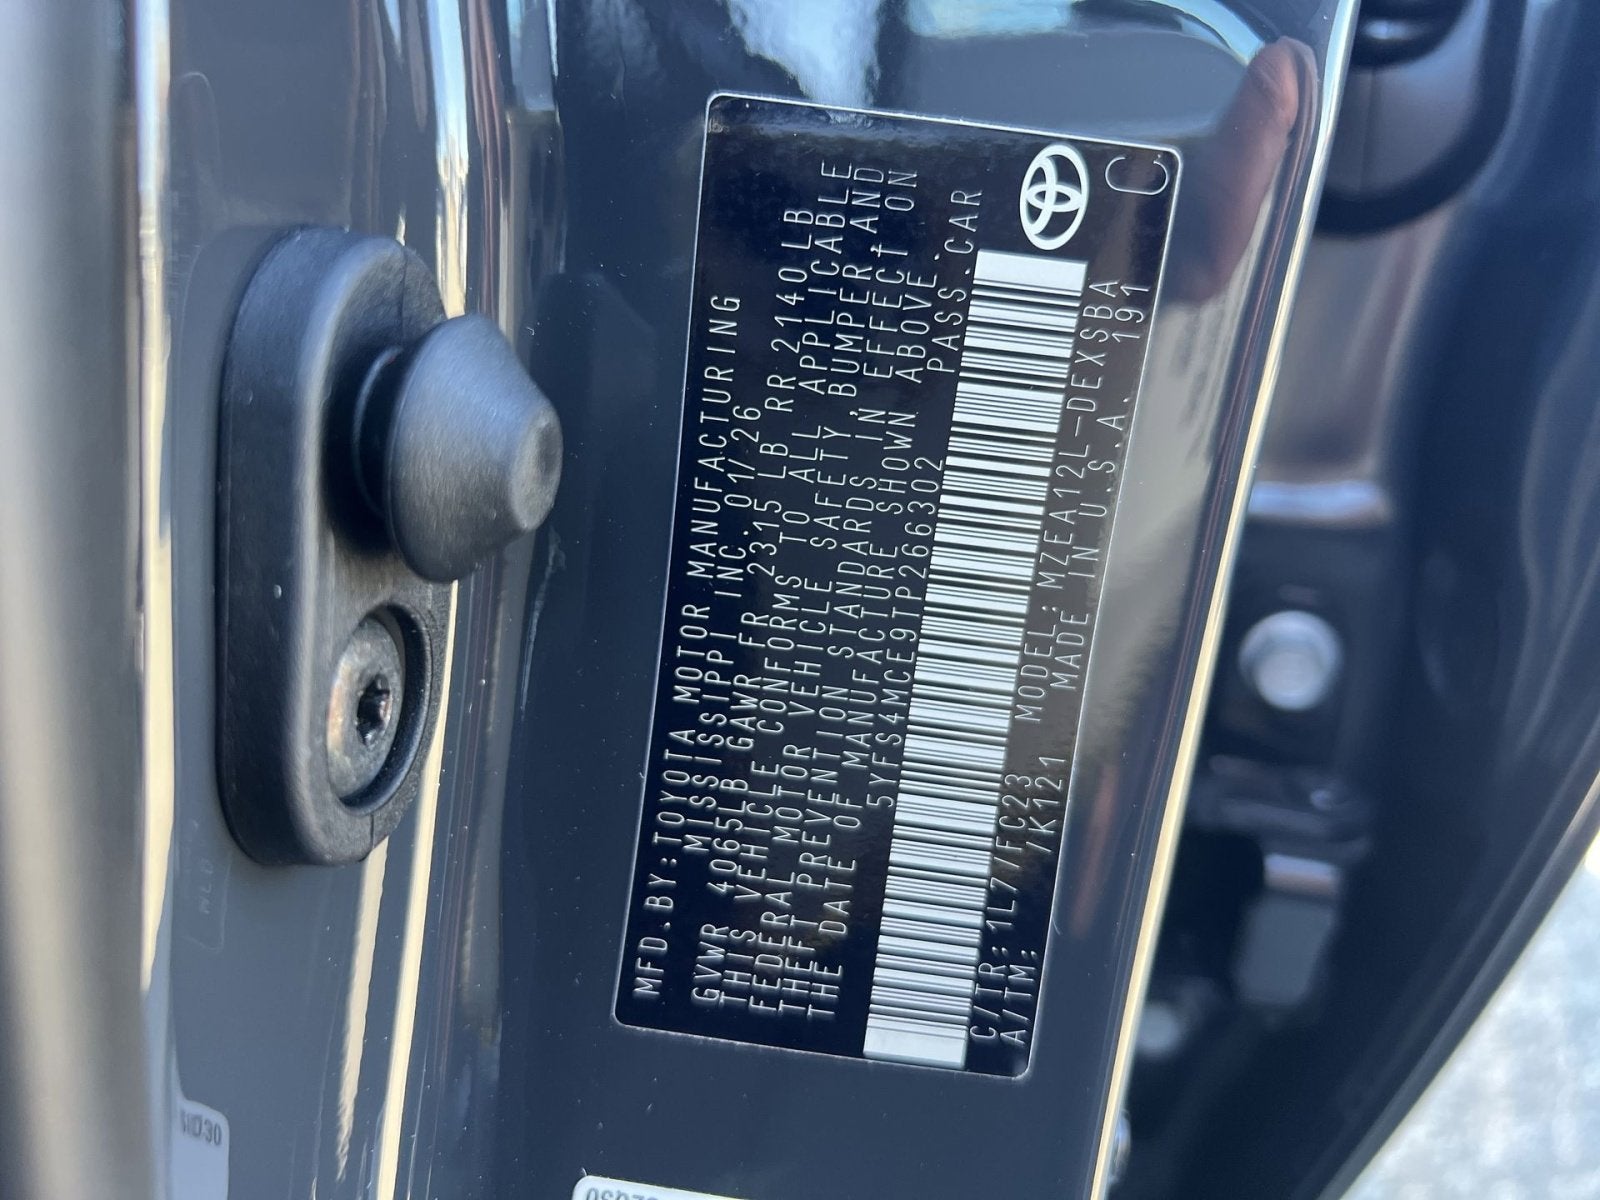 MFD.BY:TOYOTA MOTOR MANUFACTURING
MISSISSIPPI INC. 01/26
GVWR 4065LB GAWR FR 2315 LB RR 2140LB
THIS VEHICLE CONFORMS TO ALL APPLICABLE
FEDERAL MOTOR VEHICLE SAFETY,BUMPER,AND
THEFT PREVENTION STANDARDS IN EFFECT ON
THE DATE OF MANUFACTURE SHOWN ABOVE.
5YFS4MCE9TP266302 PASS.CAR
C/TR:1L7/FC23 MODEL:MZEA12L-DEXSBA
A/TM: /K121 MADE IN U.S.A. 191
C